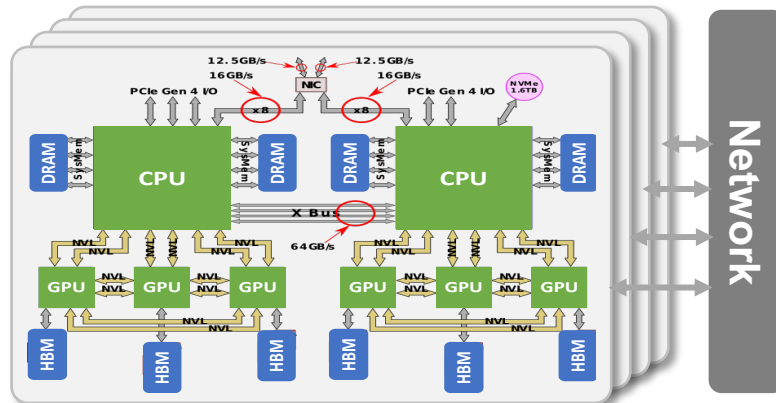 12.5GB/s
12.5GB/s
16GB/s
NIC
16GB/s
NVMe
1.6TB
PCIe Gen 4 I/O
PCIe Gen 4 I/O
x8
x8
DRAM
SysMem
CPU
SysMem
DRAM
DRAM
SysMem
CPU
SysMem
DRAM
X Bus
64GB/s
NVL
NVL
NVL
NVL
NVL
NVL
NVL
NVL
NVL
NVL
NVL
NVL
GPU
NVL
NVL
GPU
NVL
NVL
GPU
GPU
NVL
NVL
GPU
NVL
NVL
GPU
NVL
NVL
NVL
NVL
HBM
HBM
HBM
HBM
HBM
HBM
Network